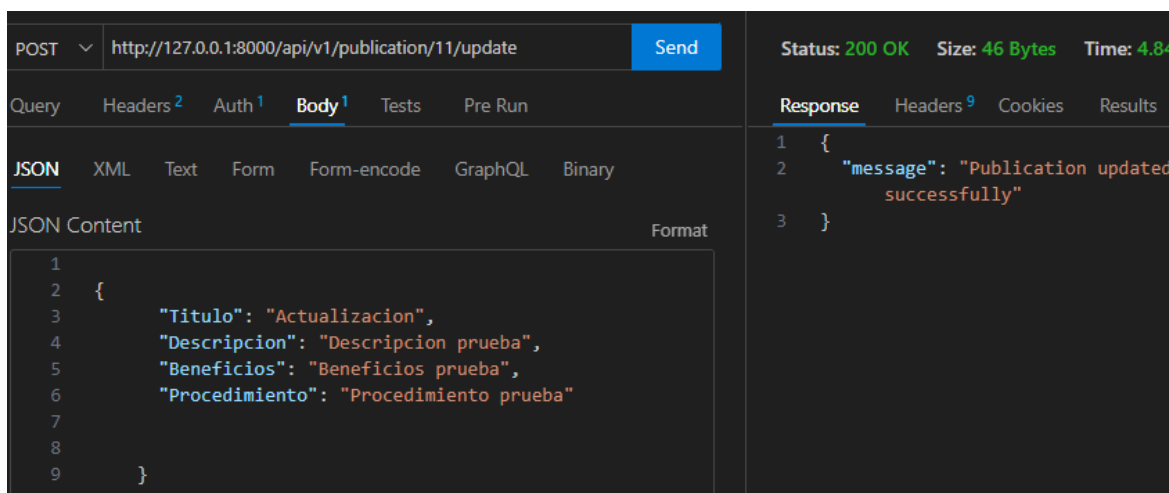 POST http://127.0.0.1:8000/api/v1/publication/11/update Send
Query Headers 2 Auth 1 Body 1 Tests Pre Run
JSON XML Text Form Form-encode GraphQL Binary
JSON Content Format
1
2 {
3 "Titulo": "Actualizacion",
4 "Descripcion": "Descripcion prueba",
5 "Beneficios": "Beneficios prueba",
6 "Procedimiento": "Procedimiento prueba"
7
8
9 }
Status: 200 OK Size: 46 Bytes Time: 4.84
Response Headers 9 Cookies Results
1 {
2 "message": "Publication updated
successfully"
3 }